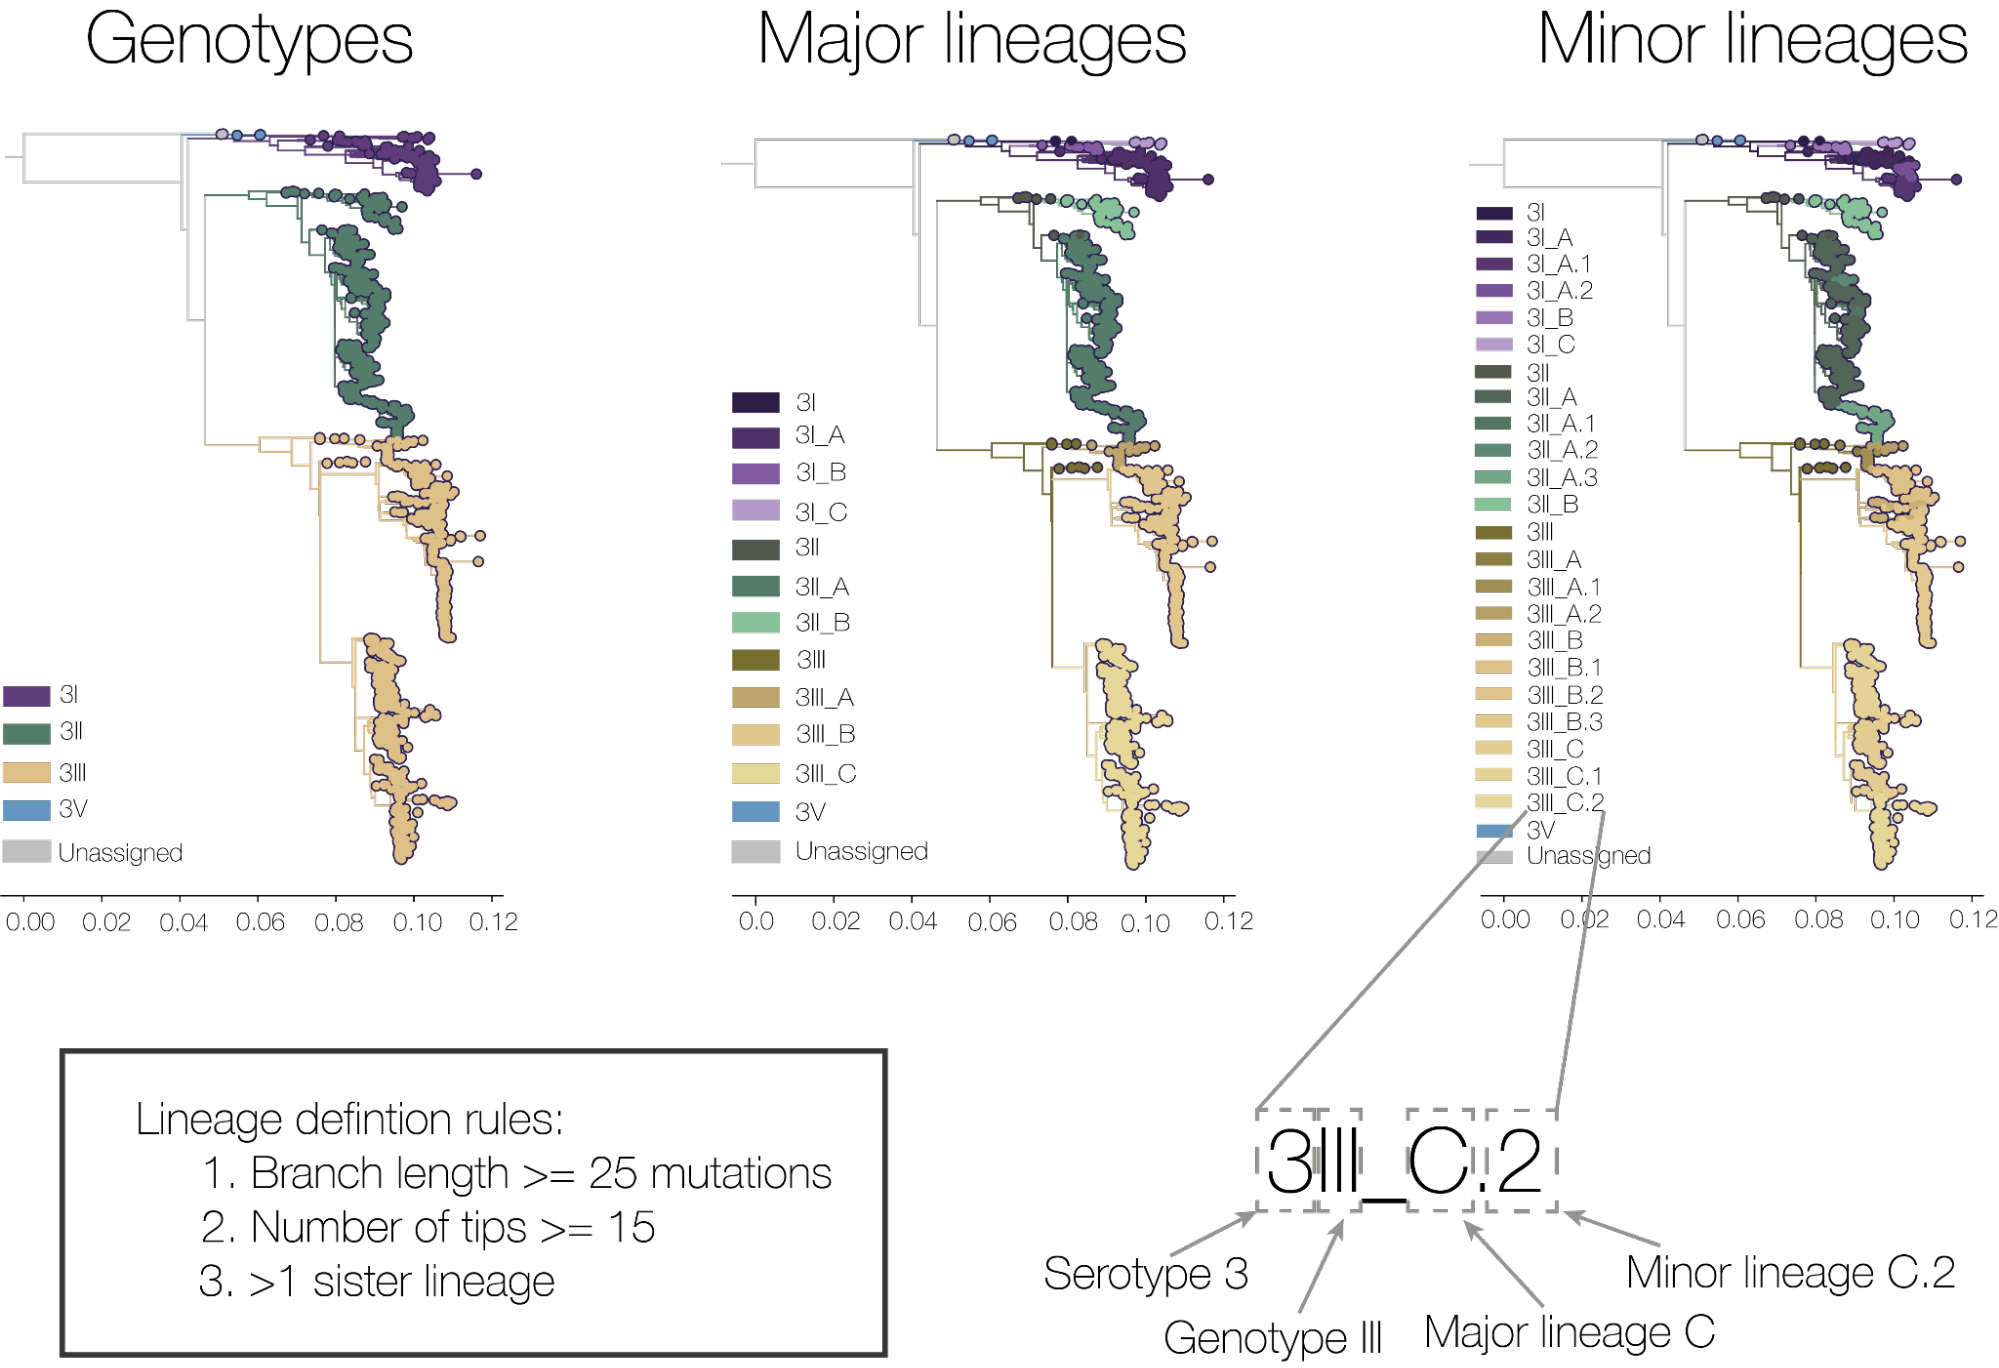 Genotypes
Major lineages
Minor lineages
3I
3II
3III
3V
Unassigned
0.00 0.02 0.04 0.06 0.08 0.10 0.12
3I
3I_A
3I_B
3I_C
3II
3II_A
3II_B
3III
3III_A
3III_B
3III_C
3V
Unassigned
0.0 0.02 0.04 0.06 0.08 0.10 0.12
3I
3I_A
3I_A.1
3I_A.2
3I_B
3I_C
3II
3II_A
3II_A.1
3II_A.2
3II_A.3
3II_B
3III
3III_A
3III_A.1
3III_A.2
3III_B
3III_B.1
3III_B.2
3III_B.3
3III_C
3III_C.1
3III_C.2
3V
Unassigned
0.00 0.02 0.04 0.06 0.08 0.10 0.12
Lineage defintion rules:
1. Branch length >= 25 mutations
2. Number of tips >= 15
3. >1 sister lineage
3III_C.2
Serotype 3
Genotype III
Major lineage C
Minor lineage C.2